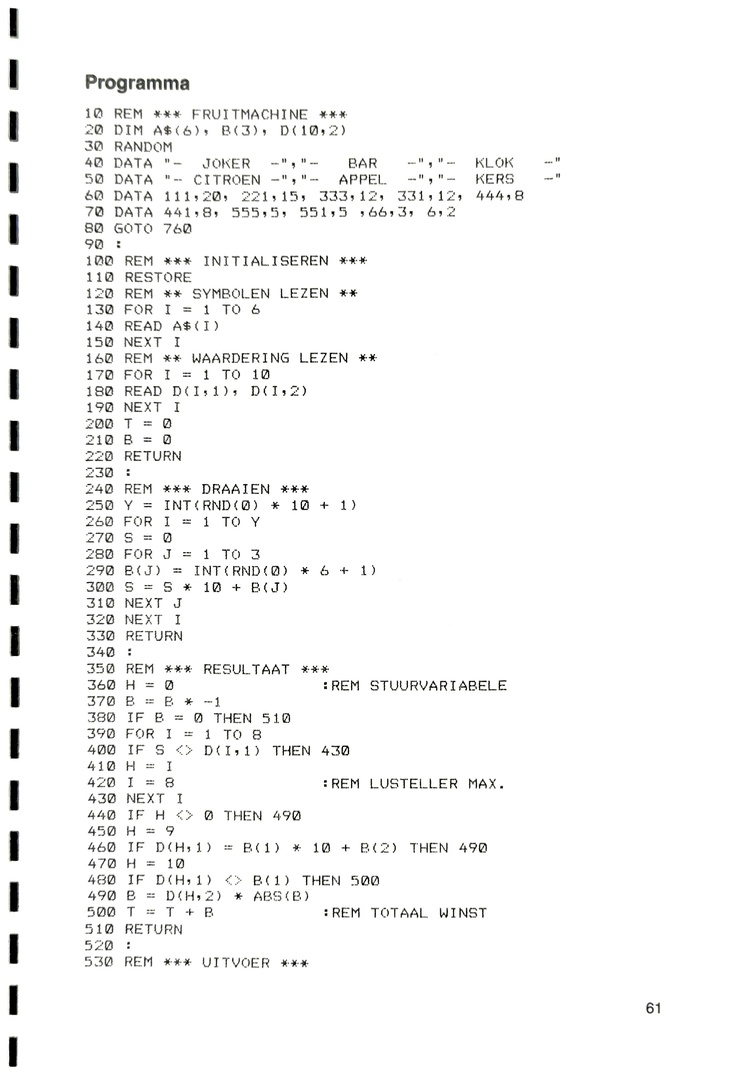 Programma
10 REM *** FRUITMACHINE ***
20 DIM A$(6), B(3), D(10,2)
30 RANDOM
40 DATA "-  JOKER  -","-   BAR   -","-  KLOK   -"
50 DATA "- CITROEN -","-  APPEL  -","-  KERS   -"
60 DATA 111,20, 221,15, 333,12, 331,12, 444,8
70 DATA 441,8, 555,5, 551,5 ,66,3, 6,2
80 GOTO 760
90 :
100 REM *** INITIALISEREN ***
110 RESTORE
120 REM ** SYMBOLEN LEZEN **
130 FOR I = 1 TO 6
140 READ A$(I)
150 NEXT I
160 REM ** WAARDERING LEZEN **
170 FOR I = 1 TO 10
180 READ D(I,1), D(I,2)
190 NEXT I
200 T = 0
210 B = 0
220 RETURN
230 :
240 REM *** DRAAIEN ***
250 Y = INT(RND(0) * 10 + 1)
260 FOR I = 1 TO Y
270 S = 0
280 FOR J = 1 TO 3
290 B(J) = INT(RND(0) * 6 + 1)
300 S = S * 10 + B(J)
310 NEXT J
320 NEXT I
330 RETURN
340 :
350 REM *** RESULTAAT ***
360 H = 0              :REM STUURVARIABELE
370 B = B * -1
380 IF B = 0 THEN 510
390 FOR I = 1 TO 8
400 IF S <> D(I,1) THEN 430
410 H = I
420 I = 8              :REM LUSTELLER MAX.
430 NEXT I
440 IF H <> 0 THEN 490
450 H = 9
460 IF D(H,1) = B(1) * 10 + B(2) THEN 490
470 H = 10
480 IF D(H,1) <> B(1) THEN 500
490 B = D(H,2) * ABS(B)
500 T = T + B          :REM TOTAAL WINST
510 RETURN
520 :
530 REM *** UITVOER ***
61